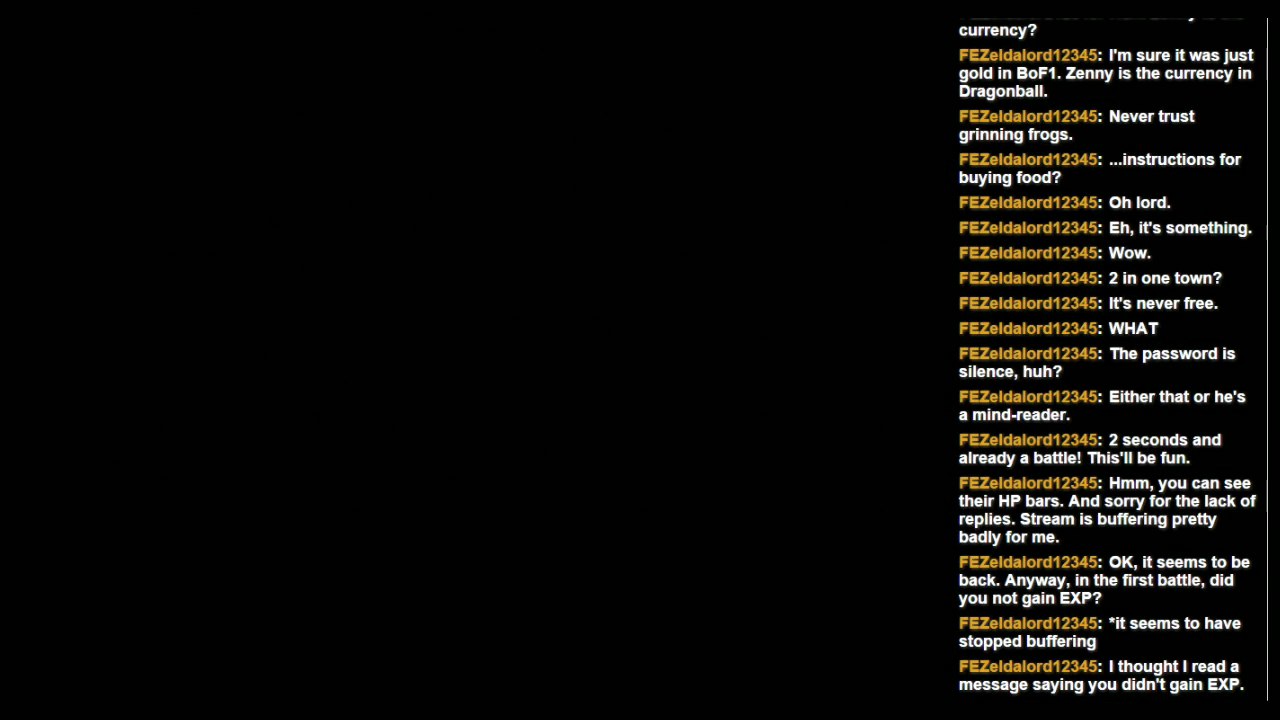 currency?
FEZeldalord12345: I'm sure it was just
gold in BoF1. Zenny is the currency in
Dragonball.
FEZeldalord12345: Never trust
grinning frogs.
FEZeldalord12345: ...instructions for
buying food?
FEZeldalord12345: Oh lord.
FEZeldalord12345: Eh, it's something.
FEZeldalord12345: Wow.
FEZeldalord12345: 2 in one town?
FEZeldalord12345: It's never free.
FEZeldalord12345: WHAT
FEZeldalord12345: The password is
silence, huh?
FEZeldalord12345: Either that or he's
a mind-reader.
FEZeldalord12345: 2 seconds and
already a battle! This'll be fun.
FEZeldalord12345: Hmm, you can see
their HP bars. And sorry for the lack of
replies. Stream is buffering pretty
badly for me.
FEZeldalord12345: OK, it seems to be
back. Anyway, in the first battle, did
you not gain EXP?
FEZeldalord12345: *it seems to have
stopped buffering
FEZeldalord12345: I thought I read a
message saying you didn't gain EXP.